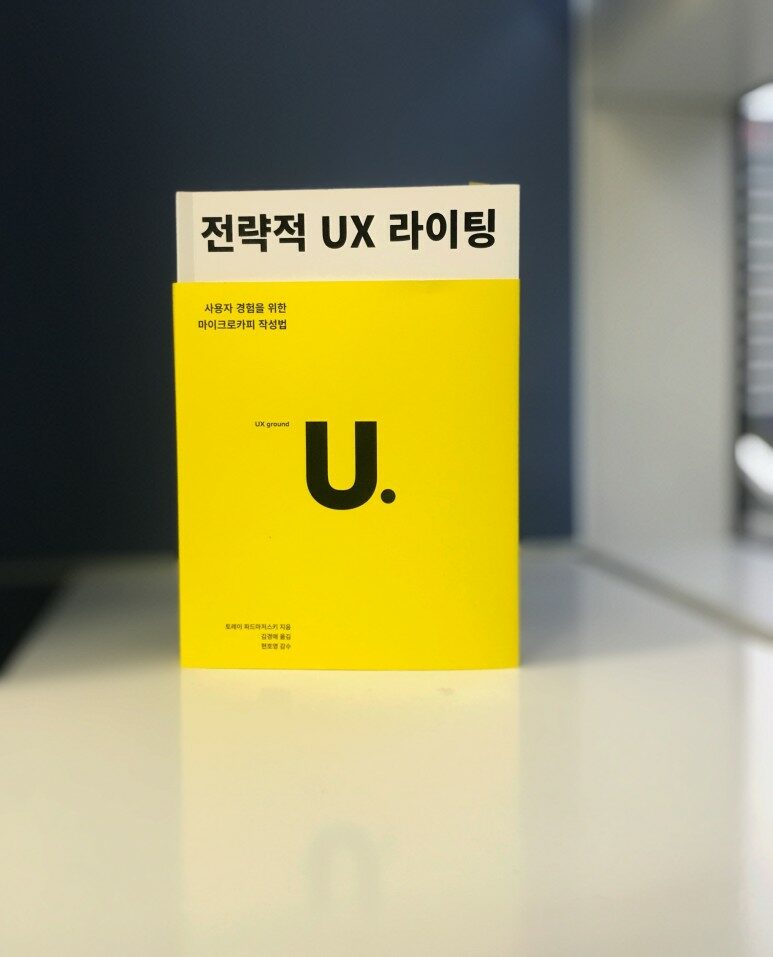 전략적 UX 라이팅
사용자 경험을 위한
마이크로카피 작성법
UX ground
U.
토레이 파드마저스키 지음
김경애 옮김
현호영 감수